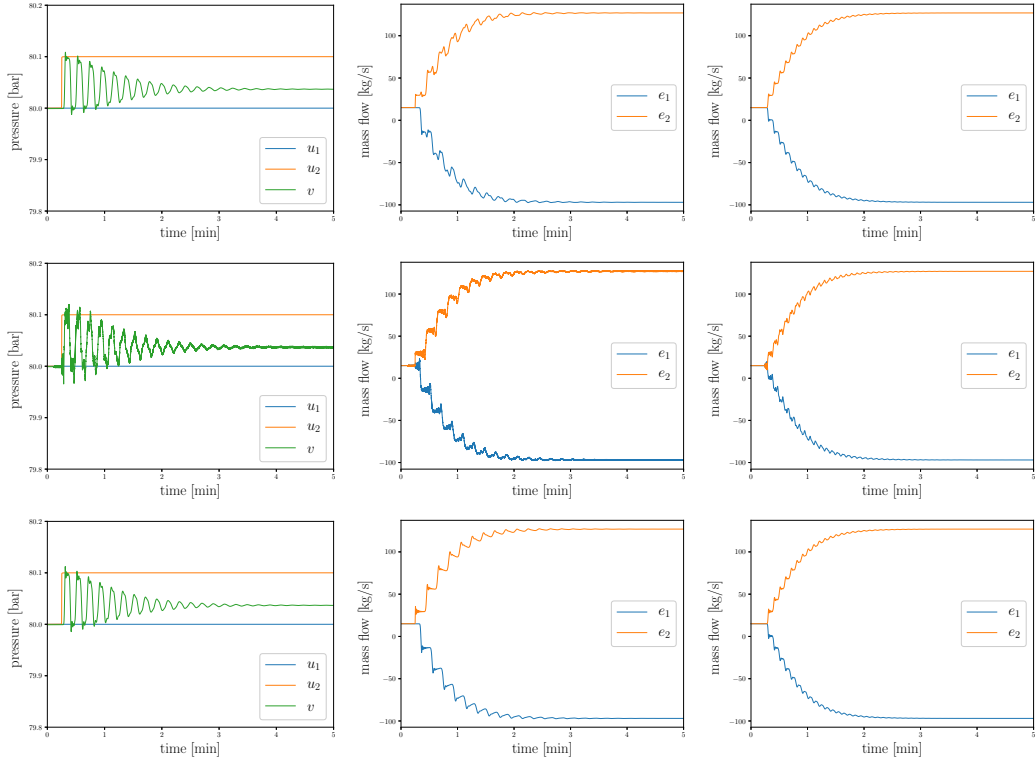 80.2
80.1
80.0
79.9
79.8
pressure [bar]
0 1 2 3 4 5
time [min]
u₁
u₂
v
100
50
0
−50
−100
mass flow [kg/s]
0 1 2 3 4 5
time [min]
e₁
e₂
100
50
0
−50
−100
mass flow [kg/s]
0 1 2 3 4 5
time [min]
e₁
e₂
80.2
80.1
80.0
79.9
79.8
pressure [bar]
0 1 2 3 4 5
time [min]
u₁
u₂
v
100
50
0
−50
−100
mass flow [kg/s]
0 1 2 3 4 5
time [min]
e₁
e₂
100
50
0
−50
−100
mass flow [kg/s]
0 1 2 3 4 5
time [min]
e₁
e₂
80.2
80.1
80.0
79.9
79.8
pressure [bar]
0 1 2 3 4 5
time [min]
u₁
u₂
v
100
50
0
−50
−100
mass flow [kg/s]
0 1 2 3 4 5
time [min]
e₁
e₂
100
50
0
−50
−100
mass flow [kg/s]
0 1 2 3 4 5
time [min]
e₁
e₂